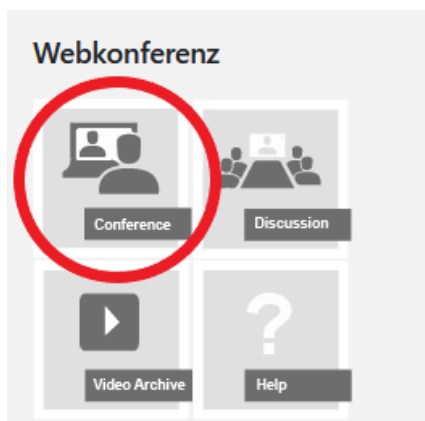 Webkonferenz
Conference
Discussion
Video Archive
Help